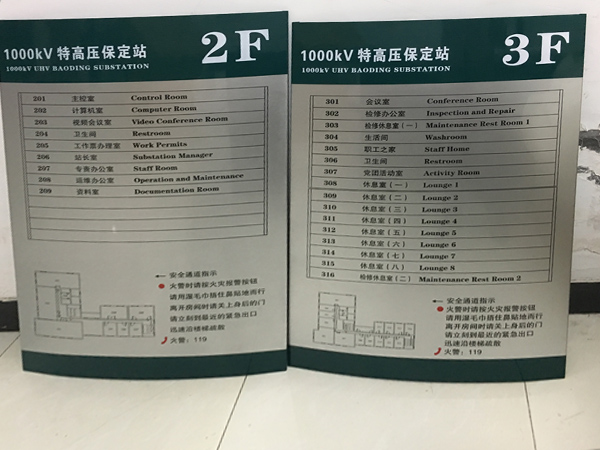 1000kV 特高压保定站 2F
1000KV UHV BAODING SUBSTATION
201 主控室 Control Room
202 计算机室 Computer Room
203 视频会议室 Video Conference Room
204 卫生间 Restroom
205 工作票办理室 Work Permits
206 站长室 Substation Manager
207 专责办公室 Staff Room
208 运维办公室 Operation and Maintenance
209 资料室 Documentation Room
安全通道指示
火警时请按火灾报警按钮
请用湿毛巾捂住鼻贴地而行
离开房间时请关上身后的门
请立刻到最近的紧急出口
迅速沿楼梯疏散
火警：119
1000kV 特高压保定站 3F
1000KV UHV BAODING SUBSTATION
301 会议室 Conference Room
302 检修办公室 Inspection and Repair
303 检修休息室（一） Maintenance Rest Room 1
304 生活间 Washroom
305 职工之家 Staff Home
306 卫生间 Restroom
307 党团活动室 Activity Room
308 休息室（一） Lounge 1
309 休息室（二） Lounge 2
310 休息室（三） Lounge 3
311 休息室（四） Lounge 4
312 休息室（五） Lounge 5
313 休息室（六） Lounge 6
314 休息室（七） Lounge 7
315 休息室（八） Lounge 8
316 检修休息室（二） Maintenance Rest Room 2
安全通道指示
火警时请按火灾报警按钮
请用湿毛巾捂住鼻贴地而行
离开房间时请关上身后的门
请立刻到最近的紧急出口
迅速沿楼梯疏散
火警：119